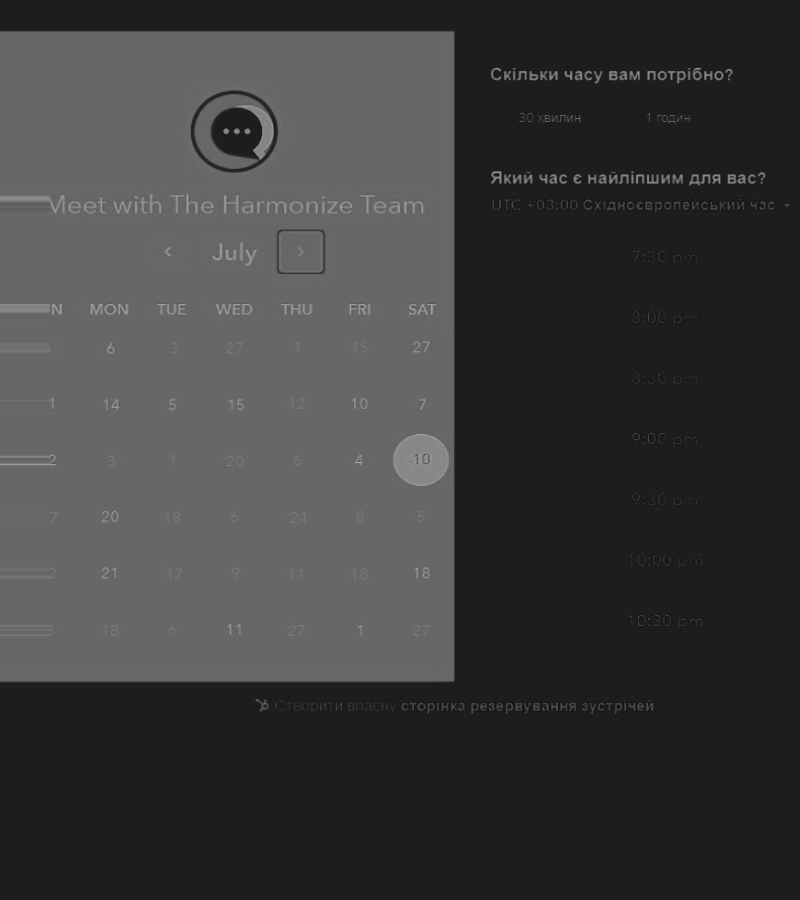 Meet with The Harmonize Team
July
N MON TUE WED THU FRI SAT
6 3 27 1 15 27
1 14 5 15 12 10 7
2 3 1 20 6 4 10
7 20 18 6 24 8 5
2 21 17 9 11 18 18
18 6 11 27 1 27
Скільки часу вам потрібно?
30 хвилин 1 годин
Який час є найліпшим для вас?
UTC +03:00 Східноєвропейський час
7:30 pm
8:00 pm
8:30 pm
9:00 pm
9:30 pm
10:00 pm
10:30 pm
Створити власну сторінка резервування зустрічей